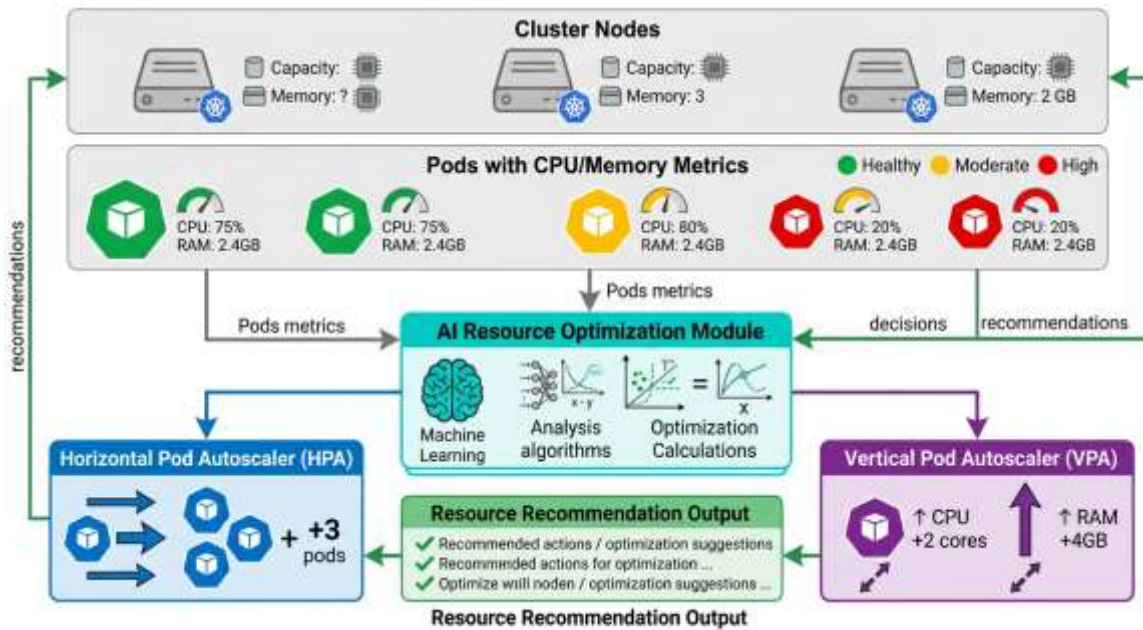 Cluster Nodes
Capacity:
Memory: ?
Capacity:
Memory: 3
Capacity:
Memory: 2 GB
Pods with CPU/Memory Metrics
Healthy
Moderate
High
CPU: 75%
RAM: 2.4GB
CPU: 75%
RAM: 2.4GB
CPU: 80%
RAM: 2.4GB
CPU: 20%
RAM: 2.4GB
CPU: 20%
RAM: 2.4GB
recommendations
Pods metrics
Pods metrics
decisions
recommendations
AI Resource Optimization Module
x - y
=
X
Machine
Learning
Analysis
algorithms
Optimization
Calculations
Horizontal Pod Autoscaler (HPA)
+ +3
pods
Resource Recommendation Output
✓ Recommended actions / optimization suggestions
✓ Recommended actions for optimization ...
✓ Optimize wnill noden / optimization suggestions ...
Resource Recommendation Output
Vertical Pod Autoscaler (VPA)
↑ CPU
+2 cores
↑ RAM
+4GB